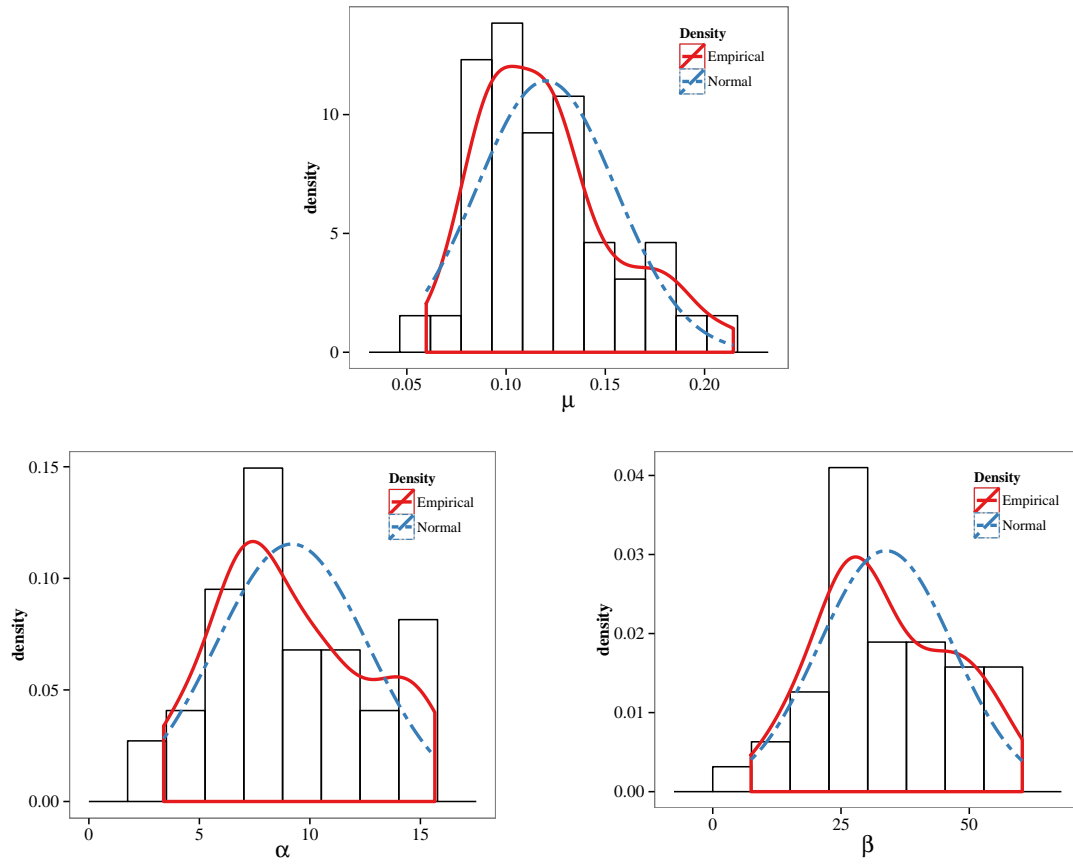 Density
Empirical
Normal
10
5
0
density
0.05 0.10 0.15 0.20
μ
Density
Empirical
Normal
0.15
0.10
0.05
0.00
density
0 5 10 15
α
Density
Empirical
Normal
0.04
0.03
0.02
0.01
0.00
density
0 25 50
β